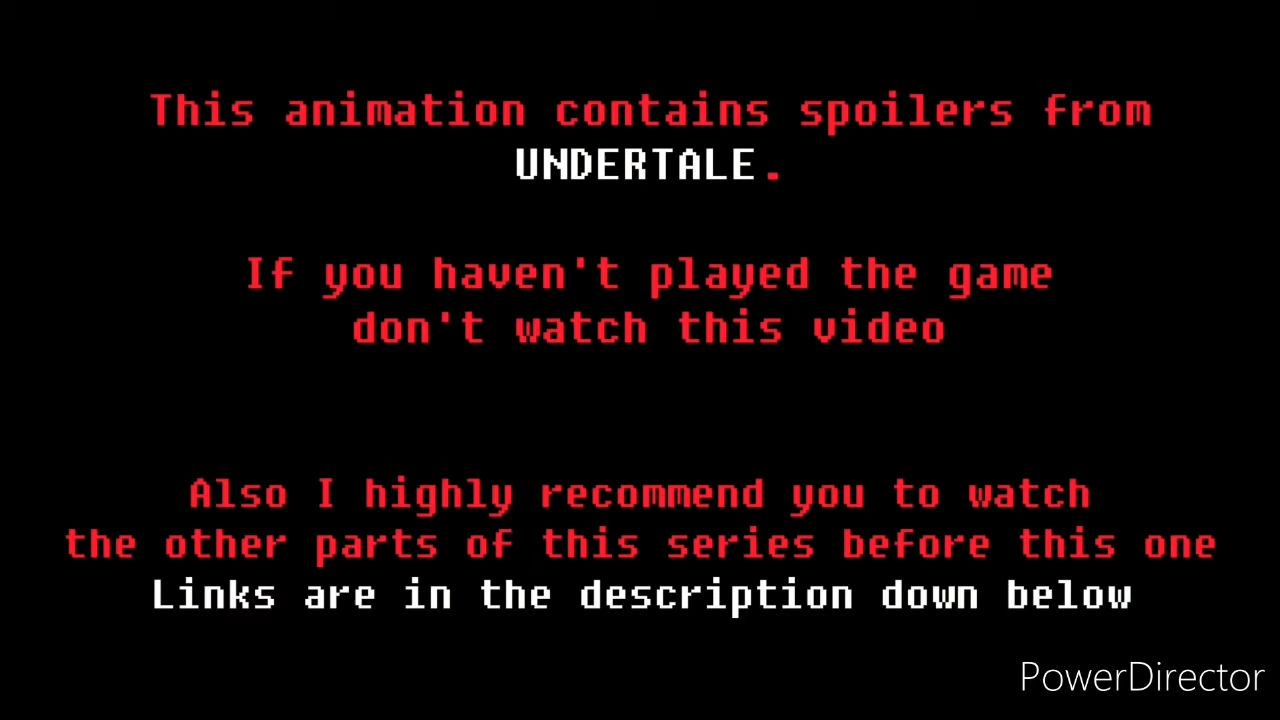 This animation contains spoilers from
UNDERTALE.
If you haven't played the game
don't watch this video
Also I highly recommend you to watch
the other parts of this series before this one
Links are in the description down below
PowerDirector